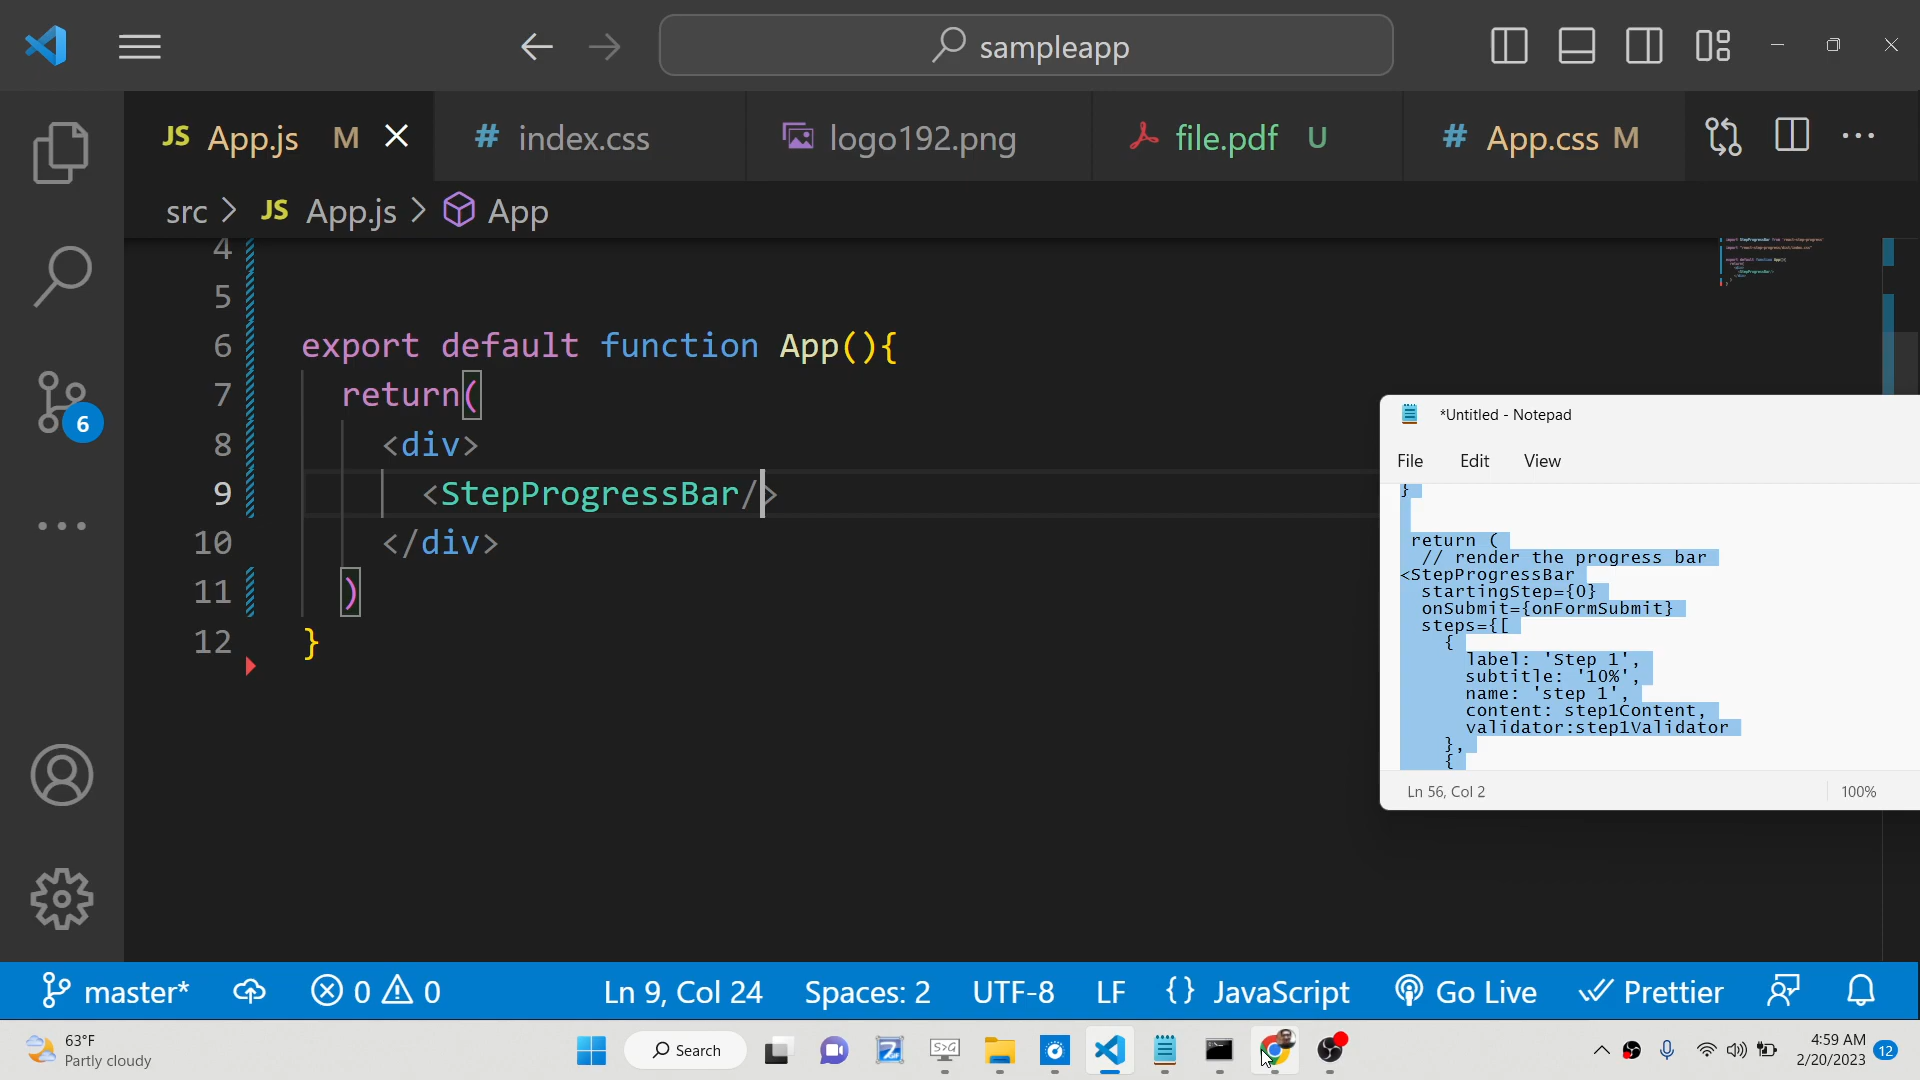 sampleapp
JS App.js M
# index.css
logo192.png
file.pdf U
# App.css M
src > JS App.js > App
4
5
6 export default function App(){
7 return(
8 <div>
9 <StepProgressBar/>
10 </div>
11 )
12 }
6
*Untitled - Notepad
File Edit View
}
return (
// render the progress bar
<StepProgressBar
startingStep={0}
onSubmit={onFormSubmit}
steps={[
{
label: 'Step 1',
subtitle: '10%',
name: 'step 1',
content: step1Content,
validator:step1Validator
},
{
Ln 56, Col 2 100%
master* 0 0 Ln 9, Col 24 Spaces: 2 UTF-8 LF {} JavaScript Go Live Prettier
63°F
Partly cloudy
Search
4:59 AM
2/20/2023
12